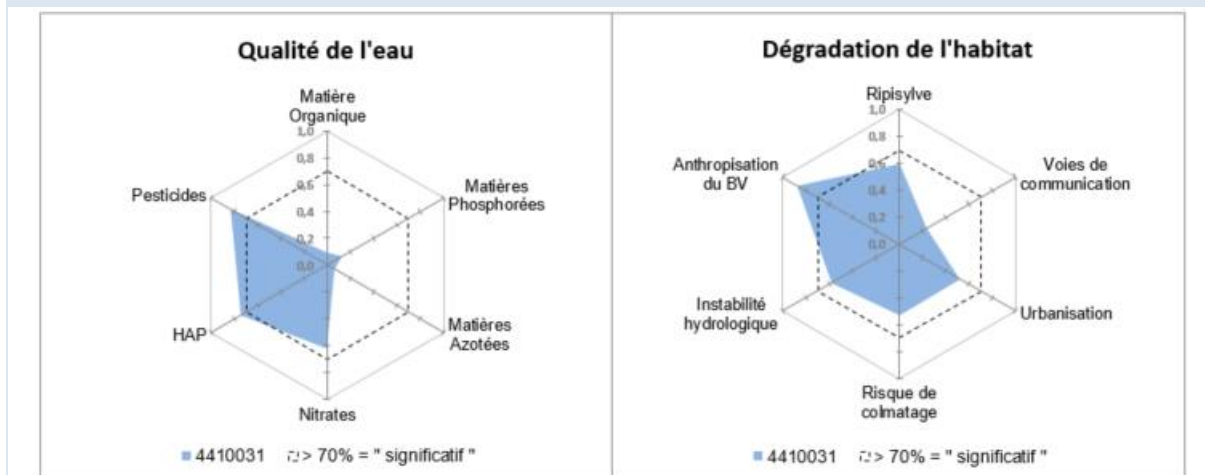 Qualité de l'eau
Matière
Organique
1,0
0,8
0,6
0,4
0,2
0,0
Pesticides
Matières
Phosphorées
HAP
Matières
Azotées
Nitrates
4410031
> 70% = " significatif "
Dégradation de l'habitat
Ripisylve
1,0
0,8
0,6
0,4
0,2
0,0
Anthropisation
du BV
Voies de
communication
Instabilité
hydrologique
Urbanisation
Risque de
colmatage
4410031
> 70% = " significatif "